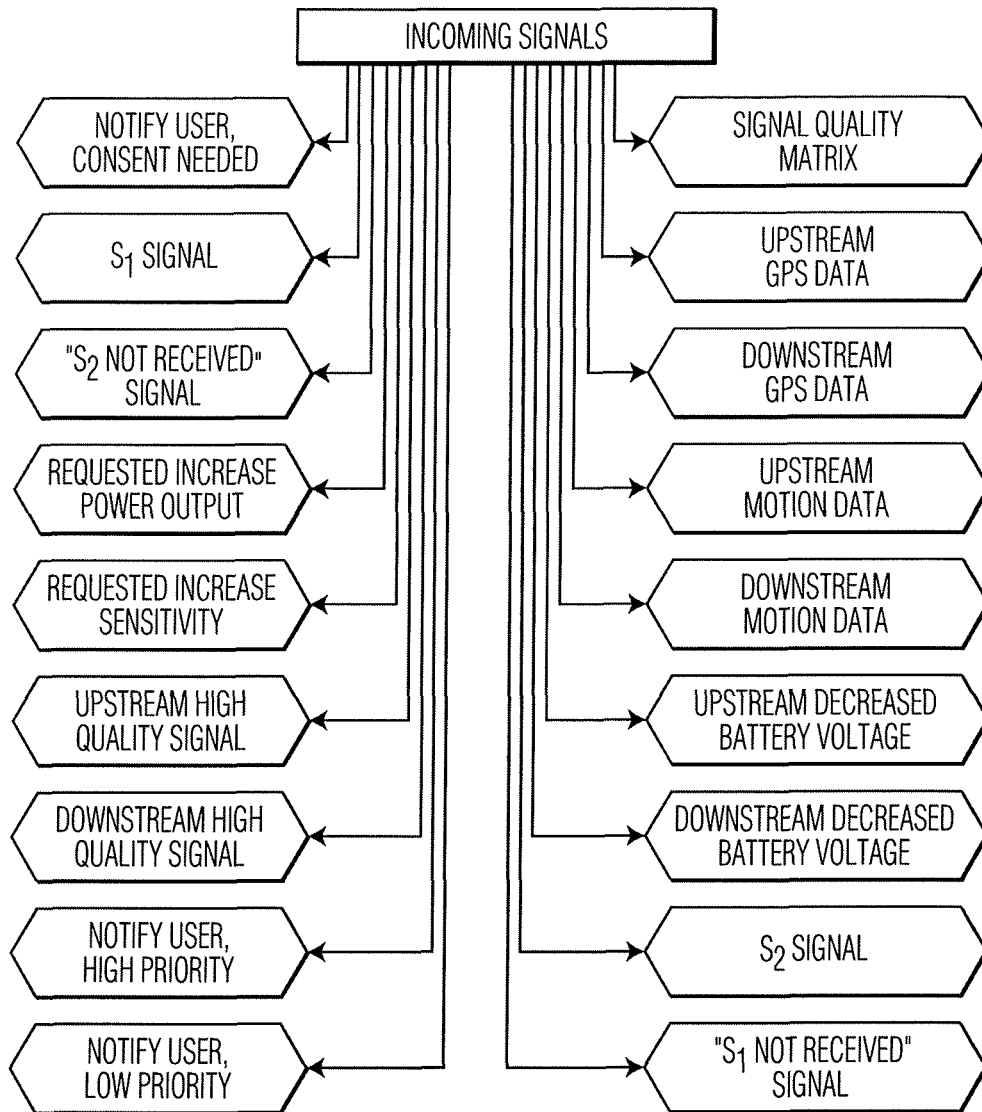 INCOMING SIGNALS
NOTIFY USER,
CONSENT NEEDED
S1 SIGNAL
"S2 NOT RECEIVED"
SIGNAL
REQUESTED INCREASE
POWER OUTPUT
REQUESTED INCREASE
SENSITIVITY
UPSTREAM HIGH
QUALITY SIGNAL
DOWNSTREAM HIGH
QUALITY SIGNAL
NOTIFY USER,
HIGH PRIORITY
NOTIFY USER,
LOW PRIORITY
SIGNAL QUALITY
MATRIX
UPSTREAM
GPS DATA
DOWNSTREAM
GPS DATA
UPSTREAM
MOTION DATA
DOWNSTREAM
MOTION DATA
UPSTREAM DECREASED
BATTERY VOLTAGE
DOWNSTREAM DECREASED
BATTERY VOLTAGE
S2 SIGNAL
"S1 NOT RECEIVED"
SIGNAL